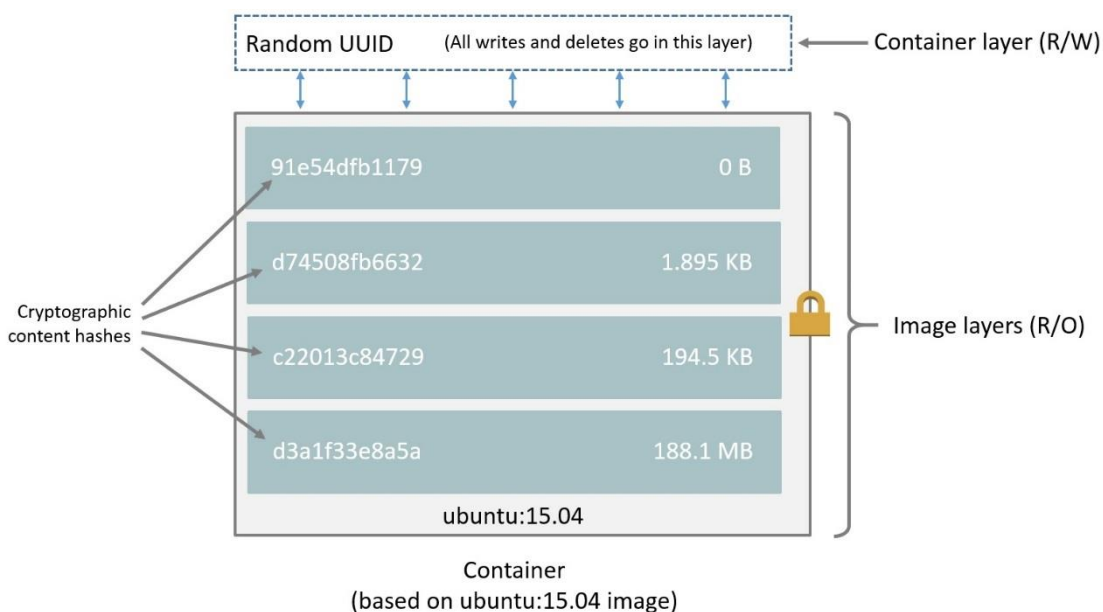 Random UUID (All writes and deletes go in this layer)
Container layer (R/W)
91e54dfb1179 0 B
d74508fb6632 1.895 KB
Cryptographic
content hashes
c22013c84729 194.5 KB
Image layers (R/O)
d3a1f33e8a5a 188.1 MB
ubuntu:15.04
Container
(based on ubuntu:15.04 image)